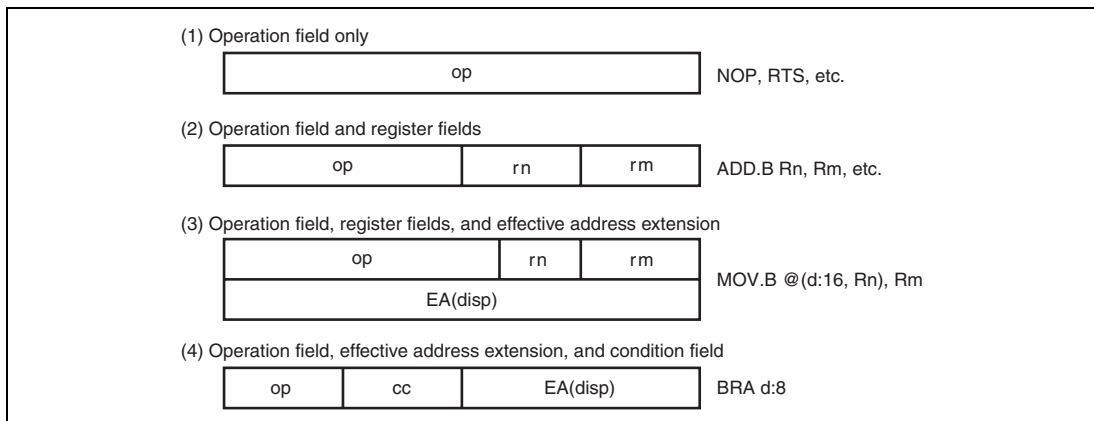 (1) Operation field only
op
NOP, RTS, etc.
(2) Operation field and register fields
op rn rm
ADD.B Rn, Rm, etc.
(3) Operation field, register fields, and effective address extension
op rn rm
EA(disp)
MOV.B @(d:16, Rn), Rm
(4) Operation field, effective address extension, and condition field
op cc EA(disp)
BRA d:8